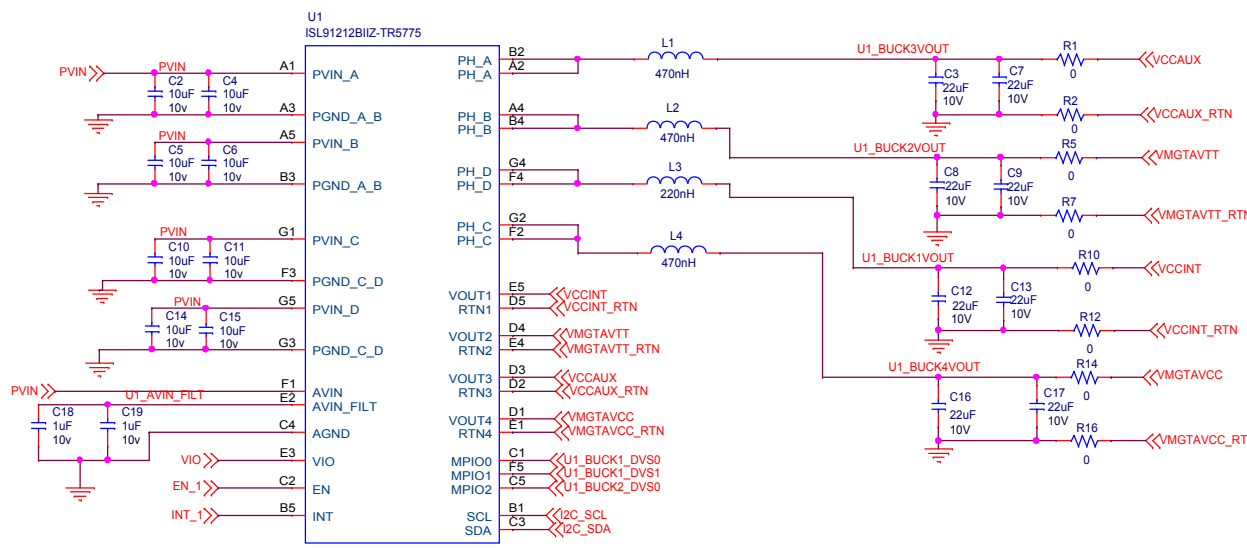 U1
ISL91212BIIZ-TR5775
PVIN
PVIN
C2
10uF
10v
C4
10uF
10v
A1
PVIN_A
A3
PGND_A_B
PVIN
C5
10uF
10v
C6
10uF
10v
A5
PVIN_B
B3
PGND_A_B
PVIN
C10
10uF
10v
C11
10uF
10v
G1
PVIN_C
F3
PGND_C_D
PVIN
C14
10uF
10v
C15
10uF
10v
G5
PVIN_D
G3
PGND_C_D
PVIN
F1
AVIN
U1_AVIN_FILT
E2
AVIN_FILT
C18
1uF
10v
C19
1uF
10v
C4
AGND
VIO
E3
VIO
EN_1
C2
EN
INT_1
B5
INT
PH_A
B2
PH_A
A2
PH_B
A4
PH_B
B4
PH_D
G4
PH_D
F4
PH_C
G2
PH_C
F2
VOUT1
E5
VCCINT
RTN1
D5
VCCINT_RTN
VOUT2
D4
VMGTAVTT
RTN2
E4
VMGTAVTT_RTN
VOUT3
D3
VCCAUX
RTN3
D2
VCCAUX_RTN
VOUT4
D1
VMGTAVCC
RTN4
E1
VMGTAVCC_RTN
MPIO0
C1
U1_BUCK1_DVS0
MPIO1
F5
U1_BUCK1_DVS1
MPIO2
C5
U1_BUCK2_DVS0
SCL
B1
I2C_SCL
SDA
C3
I2C_SDA
L1
470nH
L2
470nH
L3
220nH
L4
470nH
U1_BUCK3VOUT
C3
22uF
10V
C7
22uF
10V
R1
0
VCCAUX
R2
0
VCCAUX_RTN
U1_BUCK2VOUT
C8
22uF
10V
C9
22uF
10V
R5
0
VMGTAVTT
R7
0
VMGTAVTT_RTN
U1_BUCK1VOUT
C12
22uF
10V
C13
22uF
10V
R10
0
VCCINT
R12
0
VCCINT_RTN
U1_BUCK4VOUT
C16
22uF
10V
C17
22uF
10V
R14
0
VMGTAVCC
R16
0
VMGTAVCC_RT